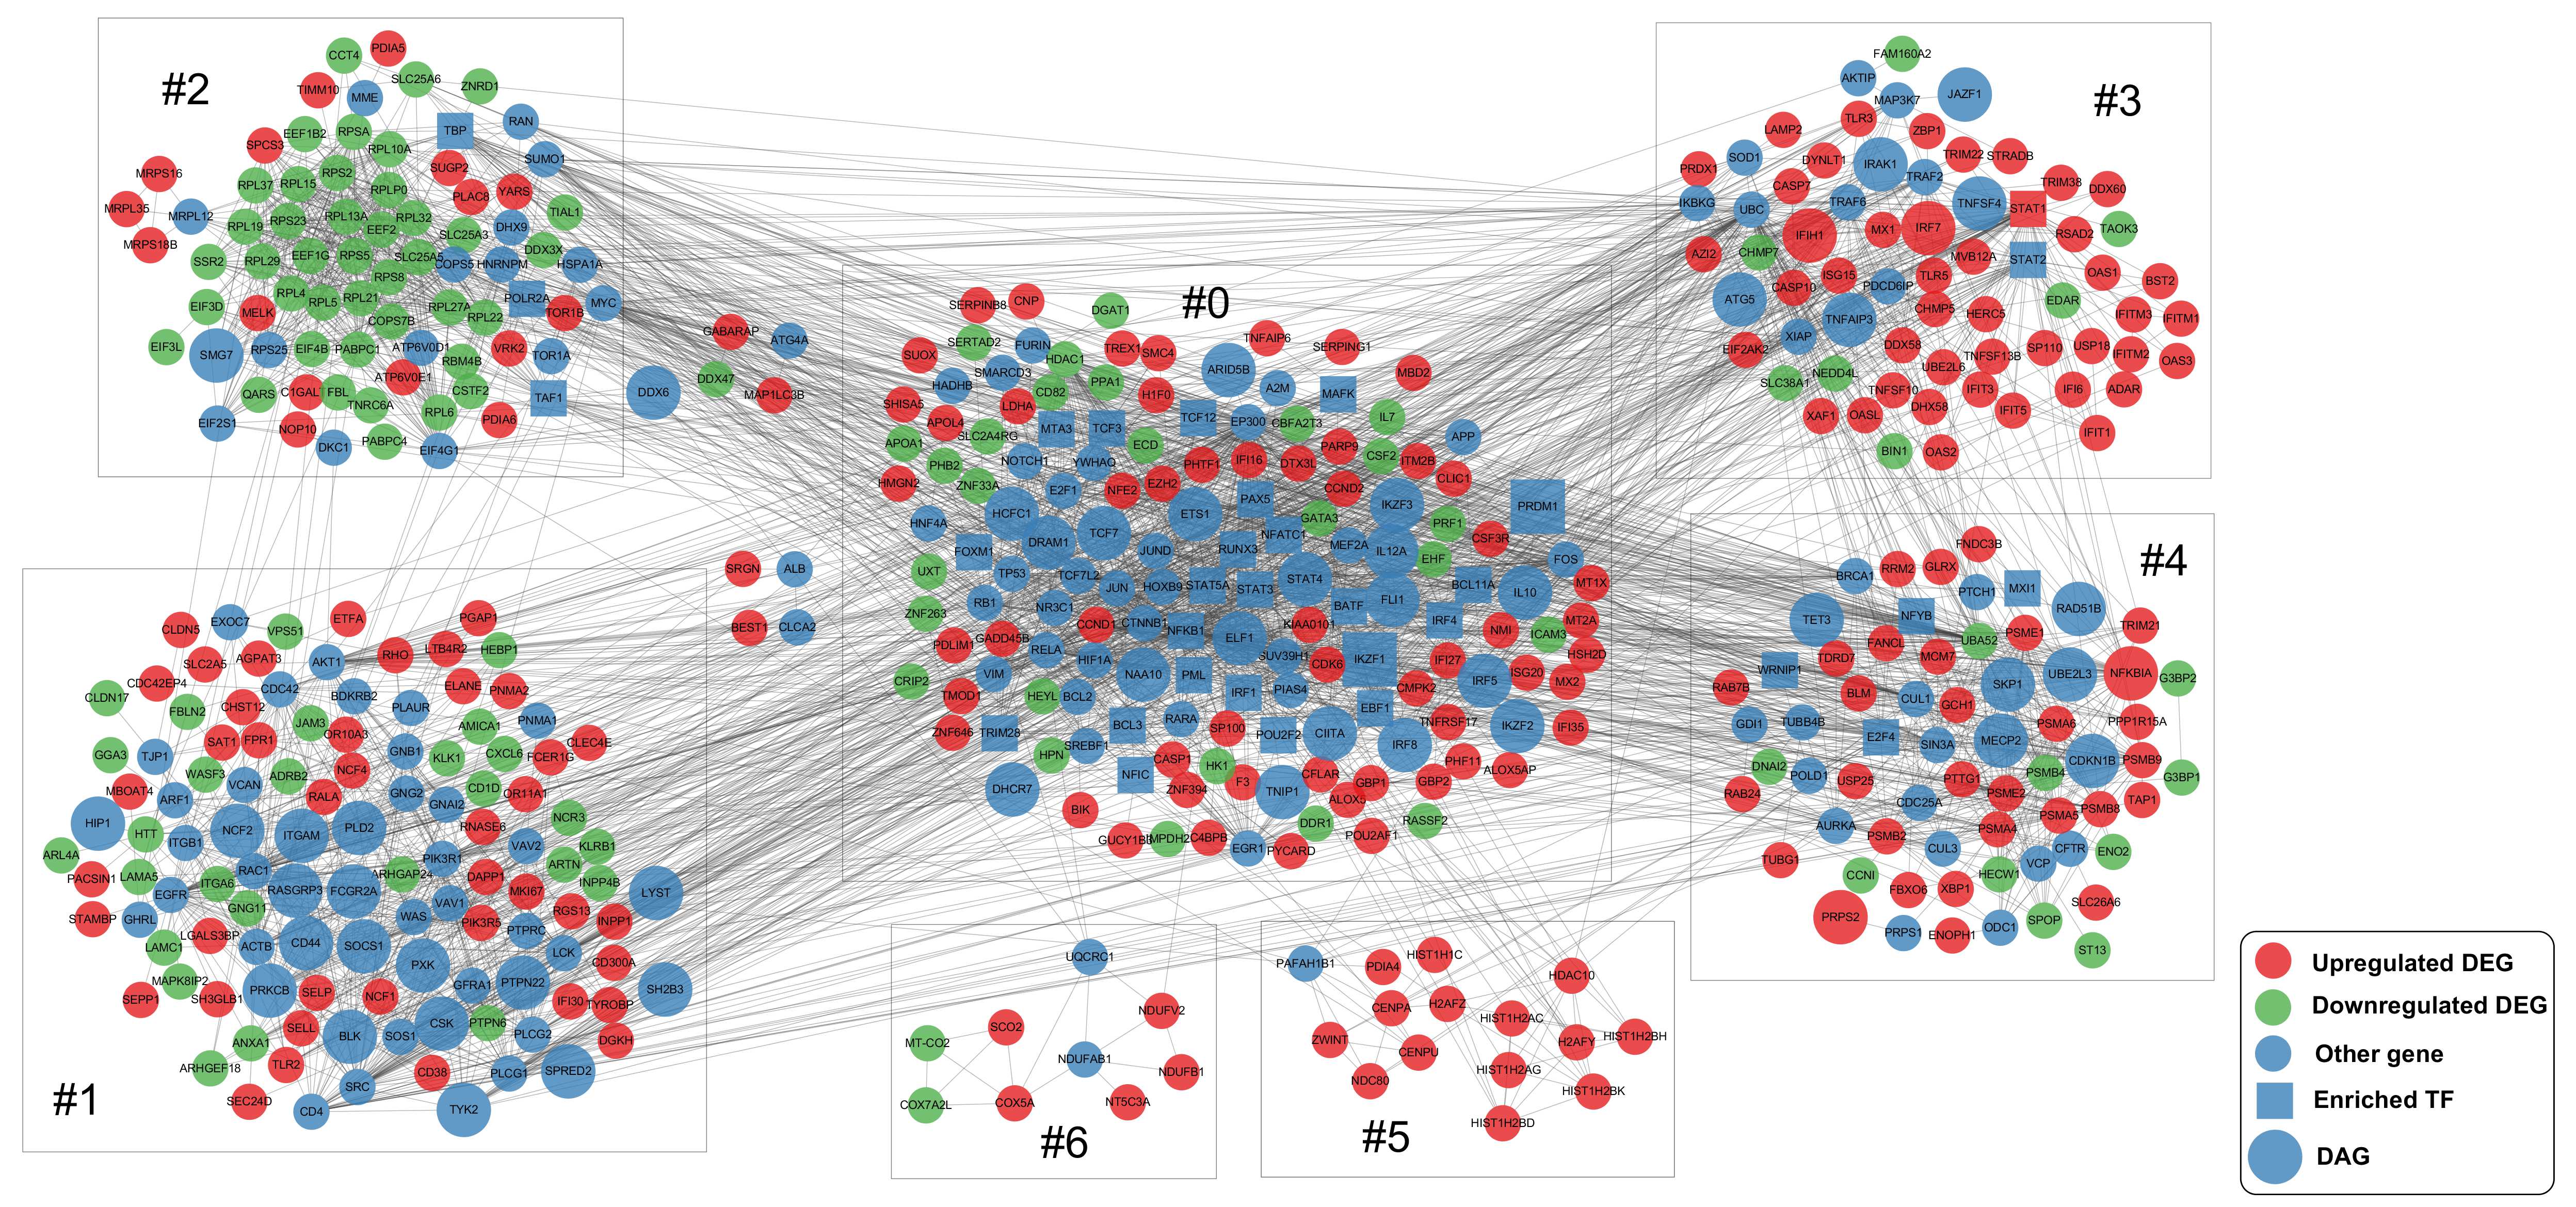 #2
CCT4
PDIA5
SLC25A6
ZNRD1
TIMM10
MME
RAN
TBP
EEF1B2
RPSA
RPL10A
SPCS3
SUMO1
SUGP2
MRPS16
RPS2
RPL37
RPL15
RPLP0
PLAC8
YARS
MRPL35
MRPL12
RPL13A
RPL32
TIAL1
RPL19
RPS23
EEF2
SLC25A3
DHX9
MRPS18B
DDX3X
SSR2
RPL29
EEF1G
RPS5
SLC25A5
COPS5
HNRNPM
HSPA1A
RPS8
RPL4
RPL5
RPL21
POLR2A
MYC
EIF3D
MELK
RPL27A
RPL22
TOR1B
COPS7B
EIF3L
SMG7
RPS25
EIF4B
PABPC1
ATP6V0D1
RBM4B
VRK2
TOR1A
ATP6V0E1
QARS
FBL
TNRC6A
CSTF2
TAF1
RPL6
PDIA6
EIF2S1
NOP10
DKC1
PABPC4
EIF4G1
GABARAP
ATG4A
DDX47
MAP1LC3B
DDX6
#0
SERPINB8
CNP
DGAT1
SUOX
SERTAD2
FURIN
HDAC1
TREX1
SMC4
TNFAIP6
SERPING1
HADHB
SMARCD3
CD82
PPA1
H1F0
ARID5B
A2M
MAFK
MBD2
SHISA5
LDHA
APOL4
MTA3
TCF3
TCF12
EP300
CBFA2T3
IL7
APOA1
SLC2A4RG
ECD
PARP9
CSF2
APP
PHB2
NOTCH1
YWHAQ
PHTF1
IFI16
DTX3L
ITM2B
HMGN2
ZNF33A
E2F1
NFE2
EZH2
PAX5
CCND2
CLIC1
HNF4A
HCFC1
TCF7
ETS1
GATA3
IKZF3
PRF1
PRDM1
FOXM1
DRAM1
JUND
RUNX3
NFATC1
MEF2A
IL12A
CSF3R
UXT
TP53
TCF7L2
JUN
HOXB9
STAT5A
STAT3
STAT4
EHF
FOS
BCL11A
MT1X
ZNF263
RB1
NR3C1
BATF
FLI1
IL10
PDLIM1
GADD45B
CCND1
CTNNB1
NFKB1
ELF1
KIAA0101
IRF4
NMI
MT2A
ICAM3
RELA
HIF1A
SUV39H1
CDK6
IKZF1
IFI27
ISG20
HSH2D
CRIP2
VIM
NAA10
PML
IRF1
PIAS4
CMPK2
IRF5
MX2
TMOD1
HEYL
BCL2
EBF1
ZNF646
TRIM28
SREBF1
BCL3
RARA
SP100
POU2F2
CIITA
TNFRSF17
IKZF2
IFI35
HPN
CASP1
HK1
IRF8
DHCR7
NFIC
ZNF394
F3
TNIP1
CFLAR
GBP1
GBP2
PHF11
ALOX5AP
BIK
ALOX5
MPDH2
C4BPB
DDR1
POU2AF1
RASSF2
EGR1
PYCARD
#3
FAM160A2
AKTIP
MAP3K7
JAZF1
TLR3
ZBP1
LAMP2
SOD1
DYNLT1
IRAK1
TRIM22
STRADB
PRDX1
CASP7
TRAF2
TRIM38
DDX60
IKBKG
UBC
TRAF6
TNFSF4
STAT1
IFIH1
MX1
IRF7
RSAD2
TAOK3
AZI2
CHMP7
MVB12A
STAT2
ISG15
CASP10
PDCD6IP
TLR5
OAS1
BST2
ATG5
TNFAIP3
CHMP5
HERC5
EDAR
IFITM3
IFITM1
EIF2AK2
XIAP
DDX58
TNFSF13B
SP110
USP18
IFITM2
OAS3
SLC38A1
NEDD4L
UBE2L6
TNFSF10
IFIT3
IFI6
ADAR
XAF1
OASL
DHX58
IFIT5
BIN1
OAS2
IFIT1
#4
FNDC3B
BRCA1
RRM2
GLRX
PTCH1
MXI1
RAD51B
TET3
NFYB
TRIM21
FANCL
UBA52
PSME1
WRNIP1
TDRD7
MCM7
SKP1
UBE2L3
NFKBIA
G3BP2
RAB7B
BLM
CUL1
GCH1
GDI1
TUBB4B
E2F4
SIN3A
MECP2
PSMA6
PPP1R15A
DNAI2
POLD1
USP25
PTTG1
PSMB4
CDKN1B
PSMB9
G3BP1
RAB24
CDC25A
PSME2
PSMA5
PSMB8
TAP1
AURKA
PSMB2
PSMA4
TUBG1
CUL3
VCP
CFTR
ENO2
CCNI
FBXO6
XBP1
HECW1
PRPS2
PRPS1
ENOPH1
ODC1
SPOP
SLC26A6
ST13
SRGN
ALB
BEST1
CLCA2
#1
CLDN5
EXOC7
VPS51
ETFA
PGAP1
SLC2A5
AGPAT3
AKT1
RHO
LTB4R2
HEBP1
CDC42EP4
CDC42
BDKRB2
ELANE
PNMA2
CLDN17
FBLN2
CHST12
JAM3
PLAUR
AMICA1
PNMA1
SAT1
FPR1
OR10A3
GNB1
CLEC4E
GGA3
TJP1
KLK1
CXCL6
FCER1G
MBOAT4
WASF3
VCAN
ADRB2
NCF4
CD1D
OR11A1
ARF1
RALA
GNG2
GNAI2
HIP1
HTT
NCF2
ITGAM
PLD2
RNASE6
NCR3
ARL4A
ITGB1
PIK3R1
VAV2
KLRB1
PACSIN1
LAMA5
RAC1
ARHGAP24
DAPP1
ARTN
INPP4B
EGFR
ITGA6
RASGRP3
FCGR2A
MKI67
LYST
STAMBP
GHRL
GNG11
WAS
VAV1
RGS13
INPP1
LAMC1
LGALS3BP
ACTB
CD44
SOCS1
PIK3R5
PTPRC
MAPK8IP2
PXK
LCK
CD300A
SEPP1
SH3GLB1
PRKCB
SELP
NCF1
GFRA1
PTPN22
IFI30
TYROBP
SH2B3
ANXA1
SELL
BLK
SOS1
CSK
PTPN6
PLCG2
DGKH
ARHGEF18
TLR2
SRC
CD38
PLCG1
SPRED2
SEC24D
CD4
TYK2
UQCRC1
NDUFV2
MT-CO2
SCO2
NDUFAB1
NDUFB1
COX7A2L
COX5A
NT5C3A
#6
PAFAH1B1
PDIA4
HIST1H1C
HDAC10
CENPA
H2AFZ
HIST1H2AC
ZWINT
CENPU
H2AFY
HIST1H2BH
NDC80
HIST1H2AG
HIST1H2BK
HIST1H2BD
#5
Upregulated DEG
Downregulated DEG
Other gene
Enriched TF
DAG